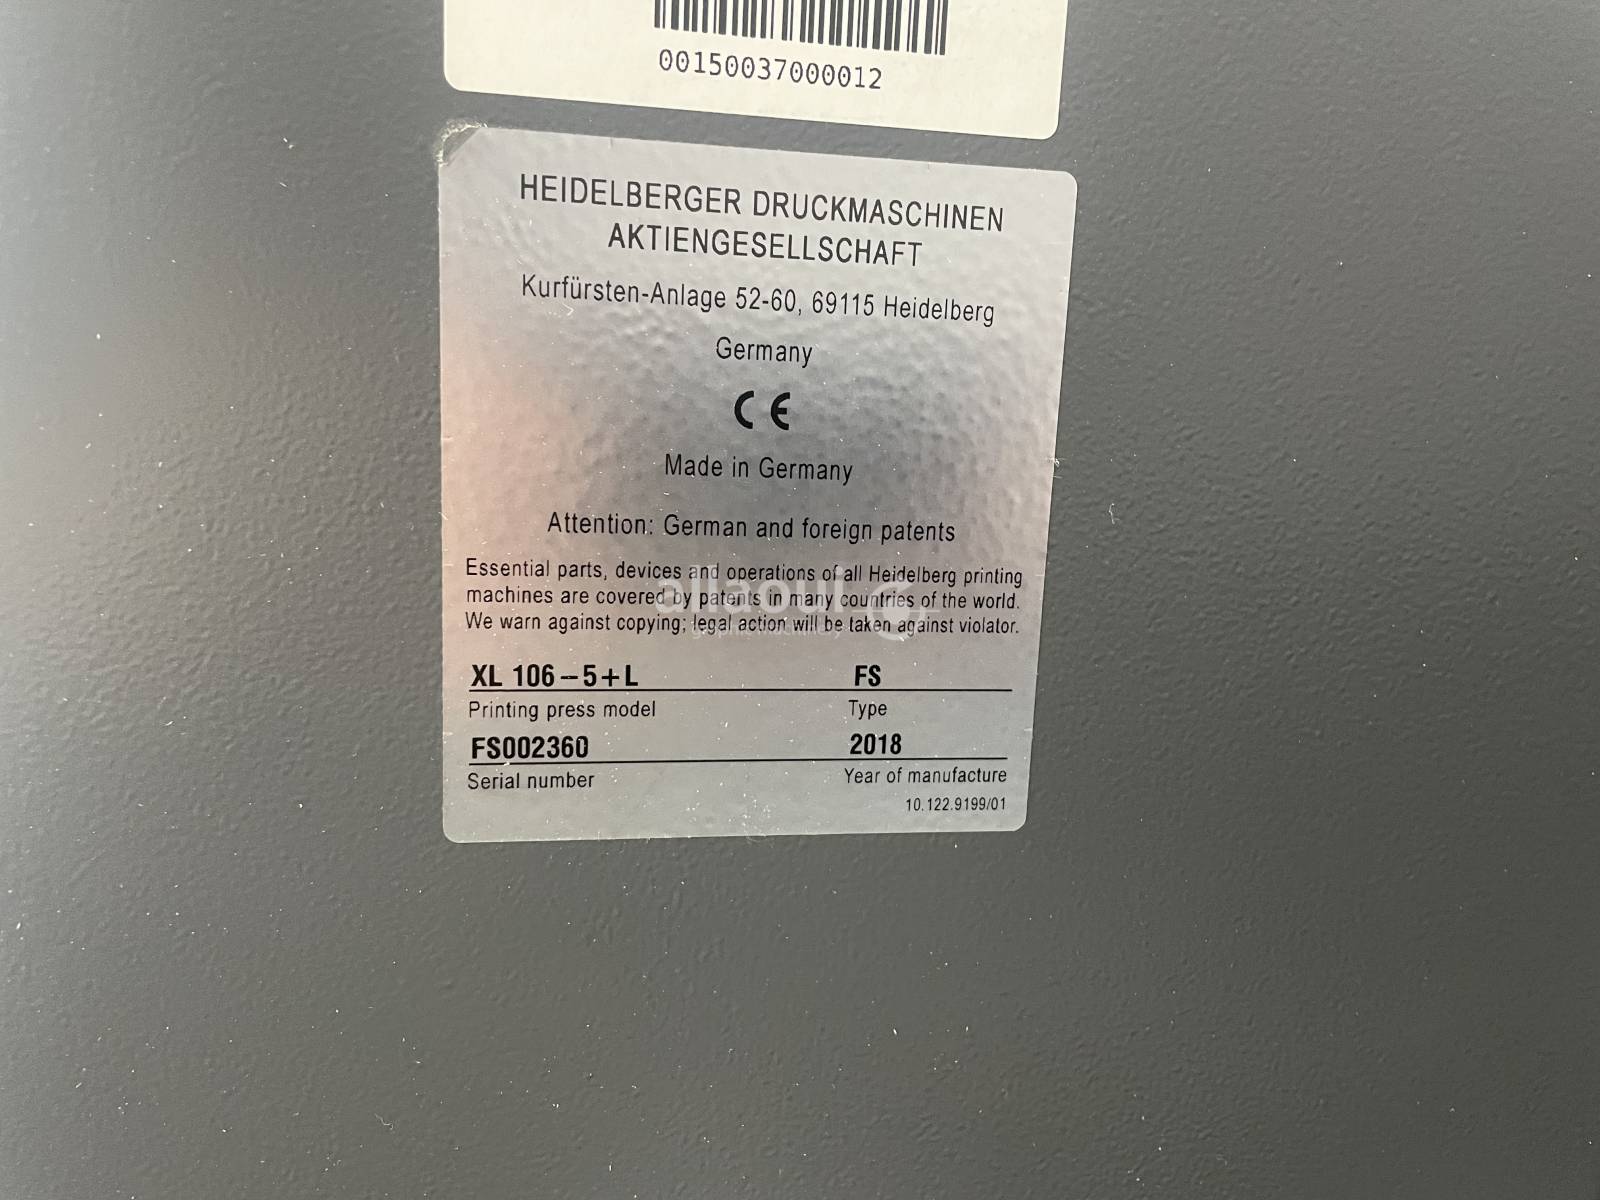 00150037000012
HEIDELBERGER DRUCKMASCHINEN
AKTIENGESELLSCHAFT
Kurfürsten-Anlage 52-60, 69115 Heidelberg
Germany
CE
Made in Germany
Attention: German and foreign patents
Essential parts, devices and operations of all Heidelberg printing
machines are covered by patents in many countries of the world.
We warn against copying; legal action will be taken against violator.
allaoui
XL 106–5+L FS
Printing press model Type
FS002360 2018
Serial number Year of manufacture
10.122.9199/01